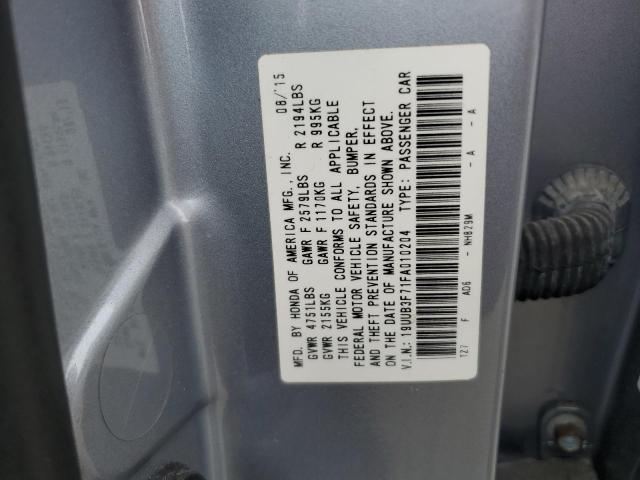 MFD. BY HONDA OF AMERICA MFG., INC. 08/15
GVWR 4751LBS GAWR F 2579LBS R 2194LBS
GVWR 2155KG GAWR F 1170KG R 995KG
THIS VEHICLE CONFORMS TO ALL APPLICABLE
FEDERAL MOTOR VEHICLE SAFETY, BUMPER,
AND THEFT PREVENTION STANDARDS IN EFFECT
ON THE DATE OF MANUFACTURE SHOWN ABOVE.
V.I.N.: 19UUB3F71FA010204 TYPE: PASSENGER CAR
TZ7 F AD6 - NH829M - A - A